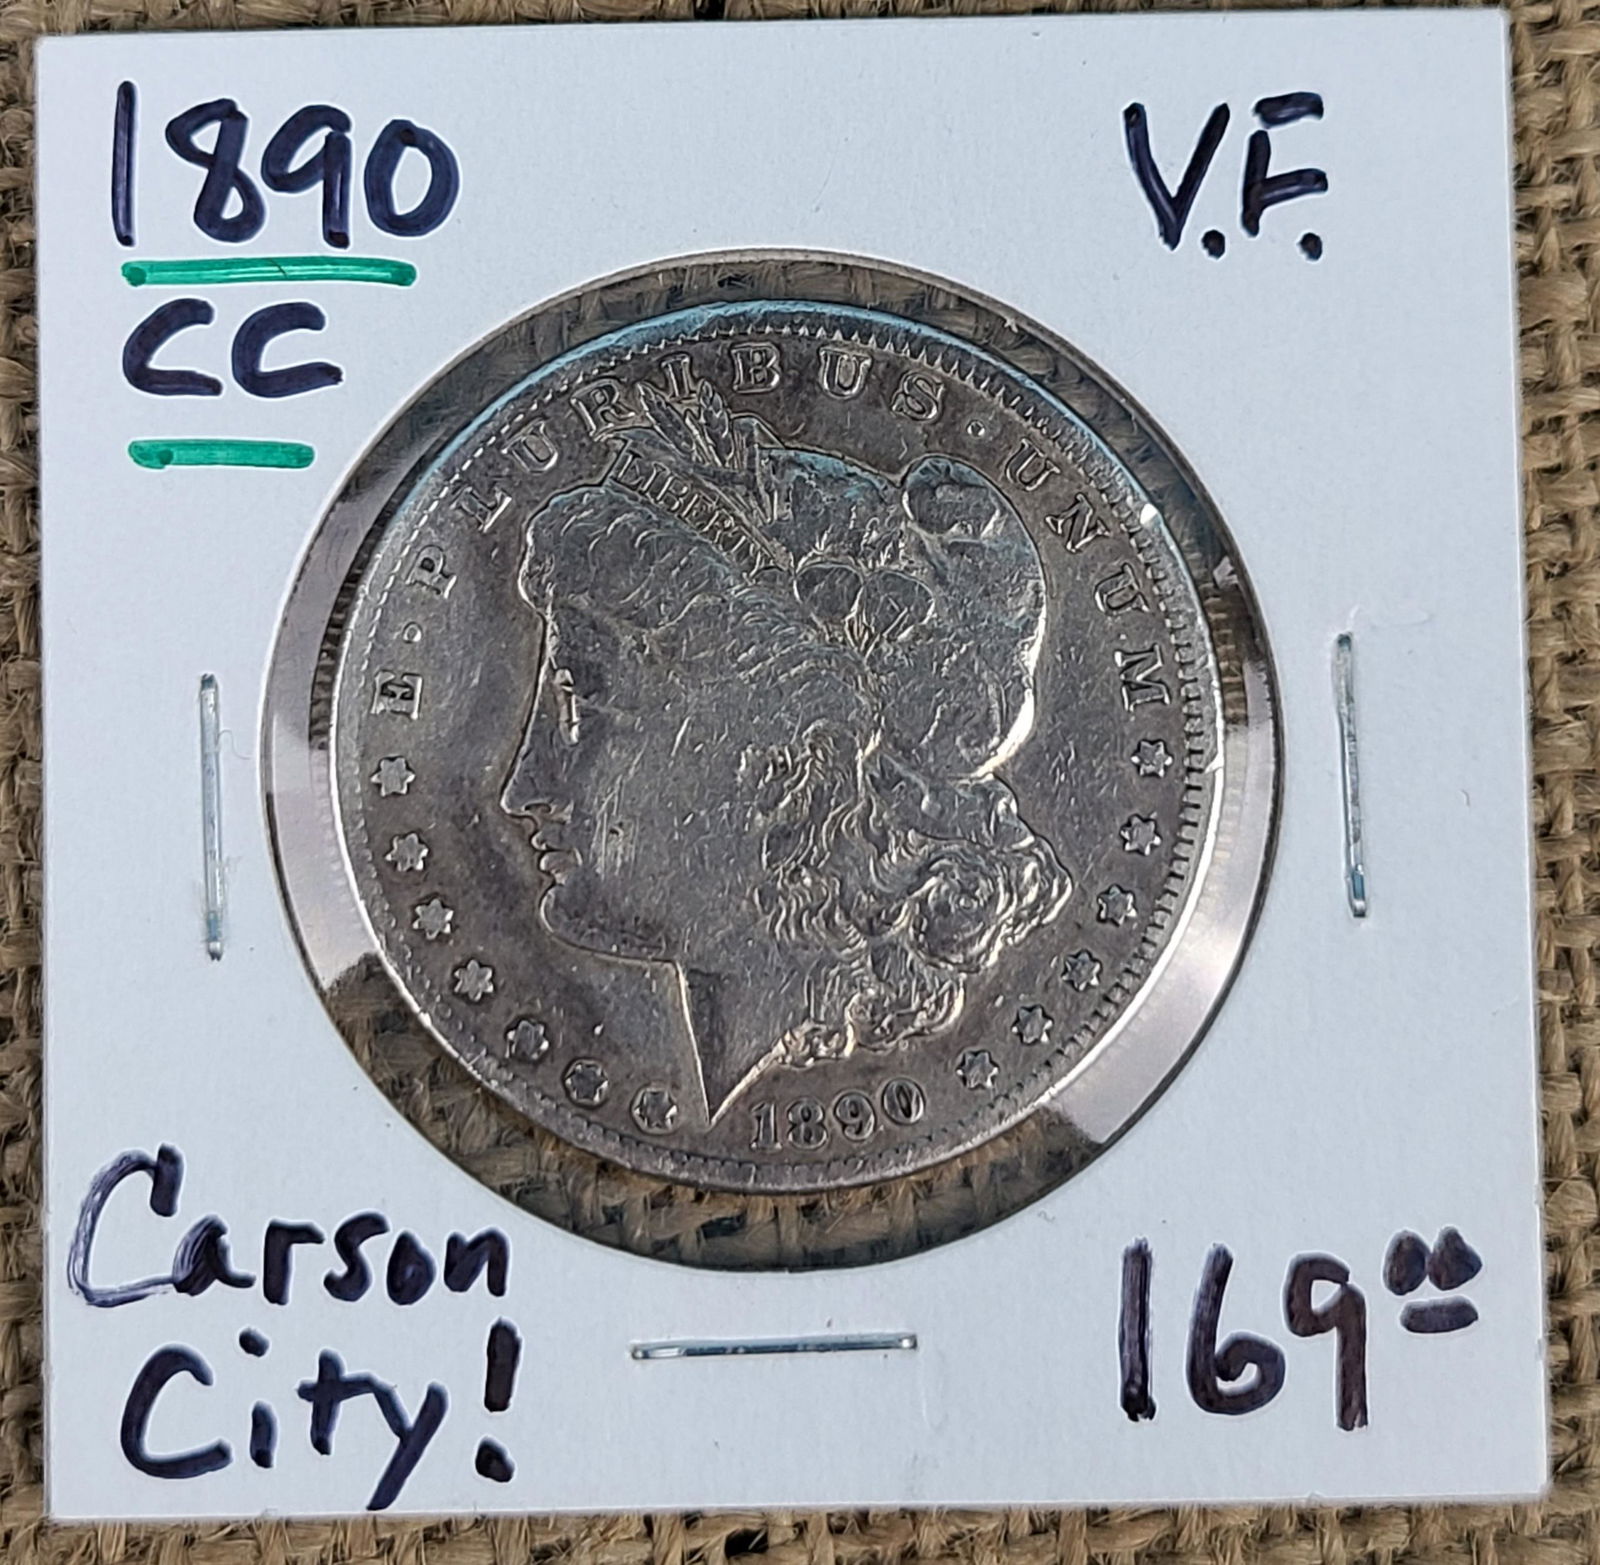 1890
CC
V.F.
E·PLURIBUS·UNUM
LIBERTY
1890
Carson
City!
169.00